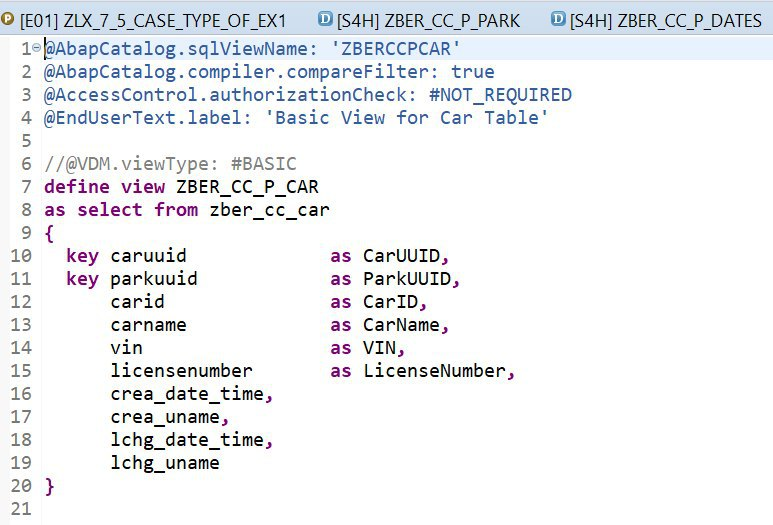 [E01] ZLX_7_5_CASE_TYPE_OF_EX1 [S4H] ZBER_CC_P_PARK [S4H] ZBER_CC_P_DATES
1 @AbapCatalog.sqlViewName: 'ZBERCCPCAR'
2 @AbapCatalog.compiler.compareFilter: true
3 @AccessControl.authorizationCheck: #NOT_REQUIRED
4 @EndUserText.label: 'Basic View for Car Table'
5
6 //@VDM.viewType: #BASIC
7 define view ZBER_CC_P_CAR
8 as select from zber_cc_car
9 {
10 key caruuid as CarUUID,
11 key parkuuid as ParkUUID,
12 carid as CarID,
13 carname as CarName,
14 vin as VIN,
15 licensenumber as LicenseNumber,
16 crea_date_time,
17 crea_uname,
18 lchg_date_time,
19 lchg_uname
20 }
21